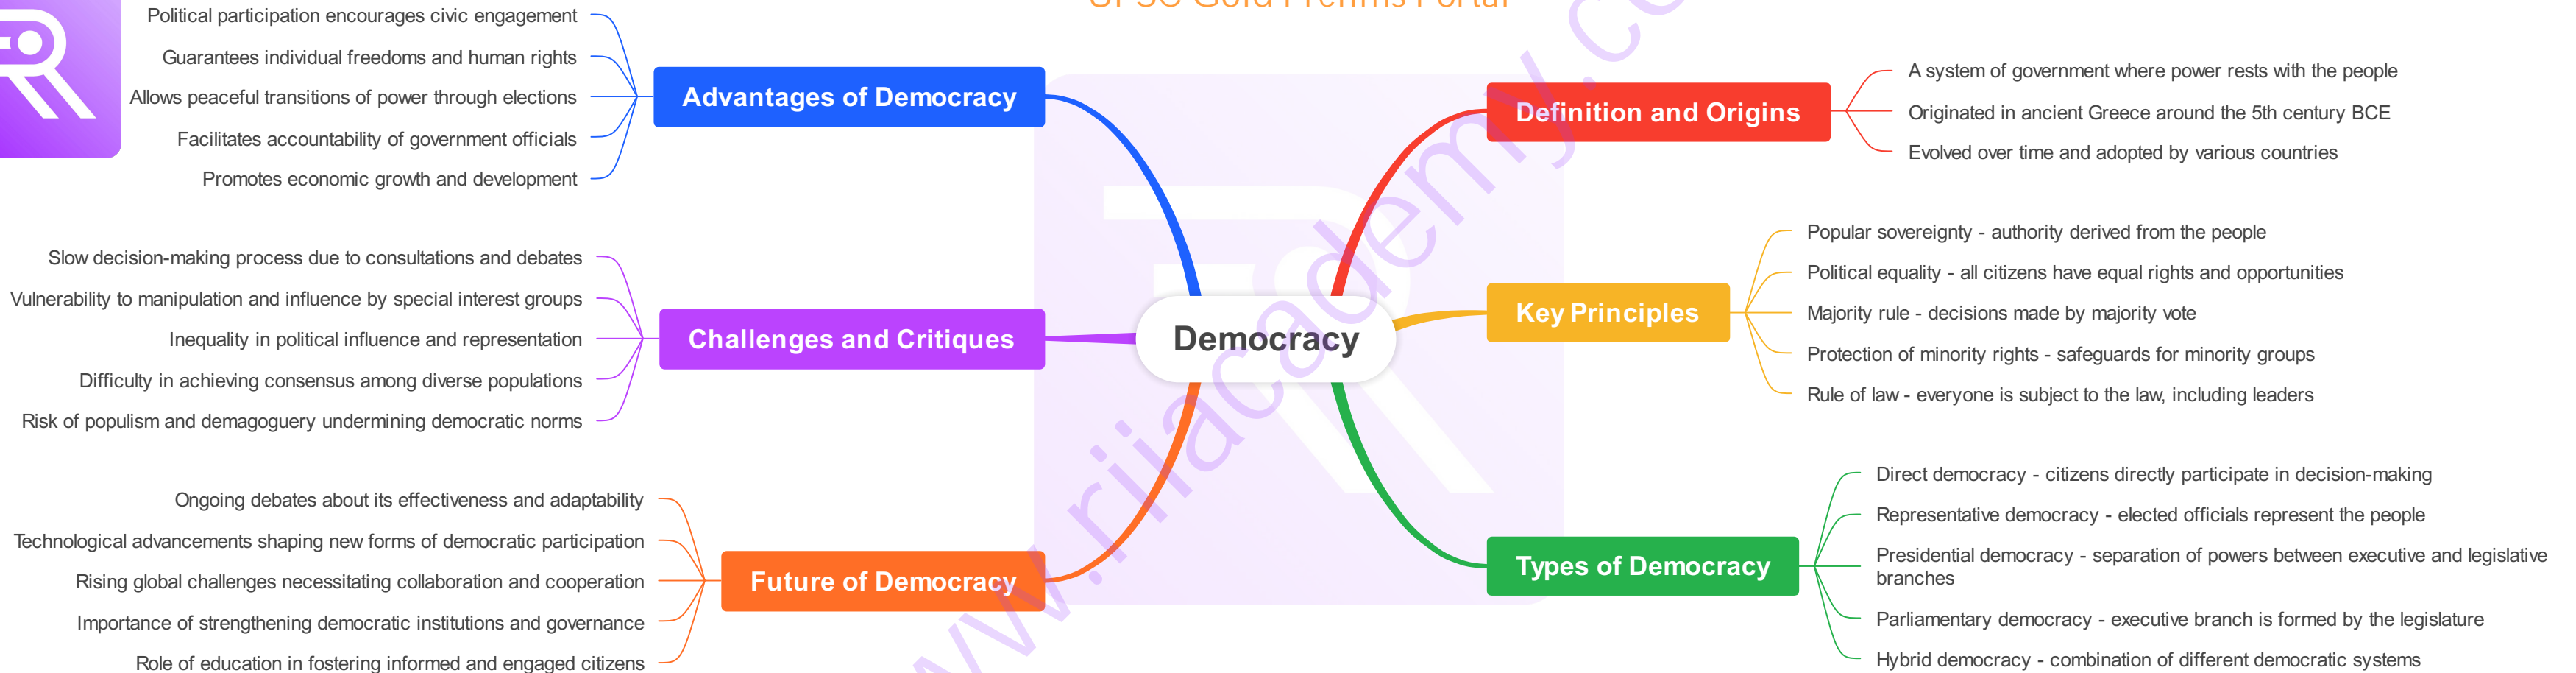 UPSC Gold Prelims Portal
Political participation encourages civic engagement
Guarantees individual freedoms and human rights
Allows peaceful transitions of power through elections
Facilitates accountability of government officials
Promotes economic growth and development
Advantages of Democracy
Slow decision-making process due to consultations and debates
Vulnerability to manipulation and influence by special interest groups
Inequality in political influence and representation
Difficulty in achieving consensus among diverse populations
Risk of populism and demagoguery undermining democratic norms
Challenges and Critiques
Ongoing debates about its effectiveness and adaptability
Technological advancements shaping new forms of democratic participation
Rising global challenges necessitating collaboration and cooperation
Importance of strengthening democratic institutions and governance
Role of education in fostering informed and engaged citizens
Future of Democracy
Democracy
Definition and Origins
A system of government where power rests with the people
Originated in ancient Greece around the 5th century BCE
Evolved over time and adopted by various countries
Key Principles
Popular sovereignty - authority derived from the people
Political equality - all citizens have equal rights and opportunities
Majority rule - decisions made by majority vote
Protection of minority rights - safeguards for minority groups
Rule of law - everyone is subject to the law, including leaders
Types of Democracy
Direct democracy - citizens directly participate in decision-making
Representative democracy - elected officials represent the people
Presidential democracy - separation of powers between executive and legislative
branches
Parliamentary democracy - executive branch is formed by the legislature
Hybrid democracy - combination of different democratic systems